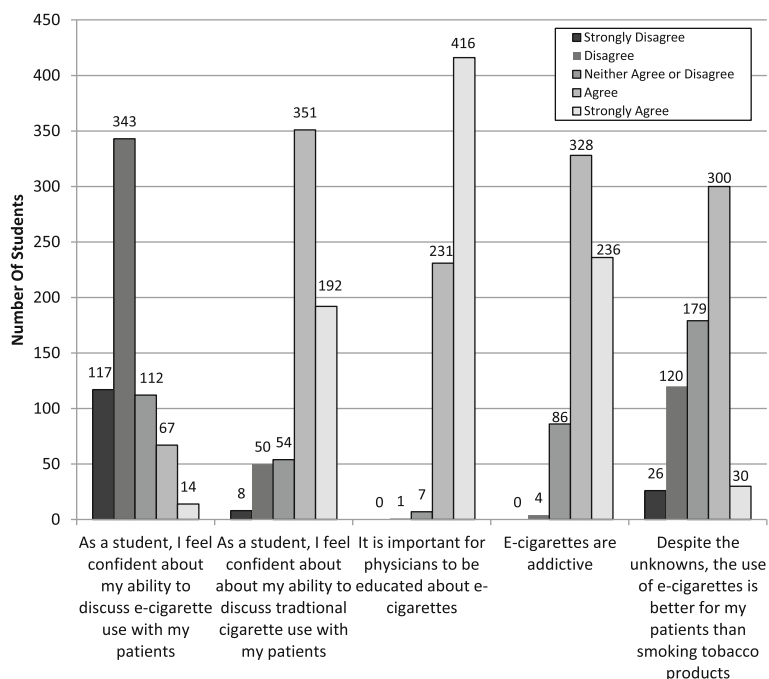 450
400
350
300
250
200
150
100
50
0
Number Of Students
Strongly Disagree
Disagree
Neither Agree or Disagree
Agree
Strongly Agree
117
343
112
67
14
8
50
54
351
192
0
1
7
231
416
0
4
86
328
236
26
120
179
300
30
As a student, I feel
confident about
my ability to
discuss e-cigarette
use with my
patients
As a student, I feel
confident about
about my ability to
discuss tradtional
cigarette use with
my patients
It is important for
physicians to be
educated about e-
cigarettes
E-cigarettes are
addictive
Despite the
unknowns, the use
of e-cigarettes is
better for my
patients than
smoking tobacco
products